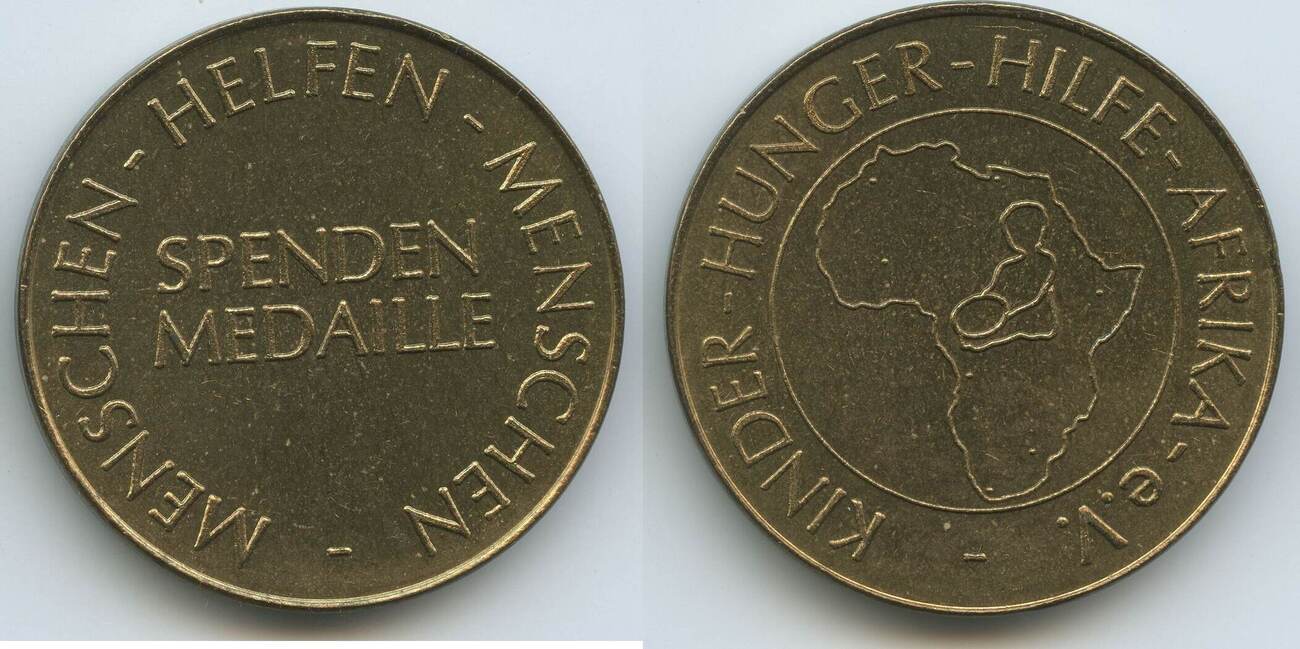 MENSCHEN - HELFEN - MENSCHEN -
SPENDEN
MEDAILLE
KINDER - HUNGER - HILFE - AFRIKA - e.V. -